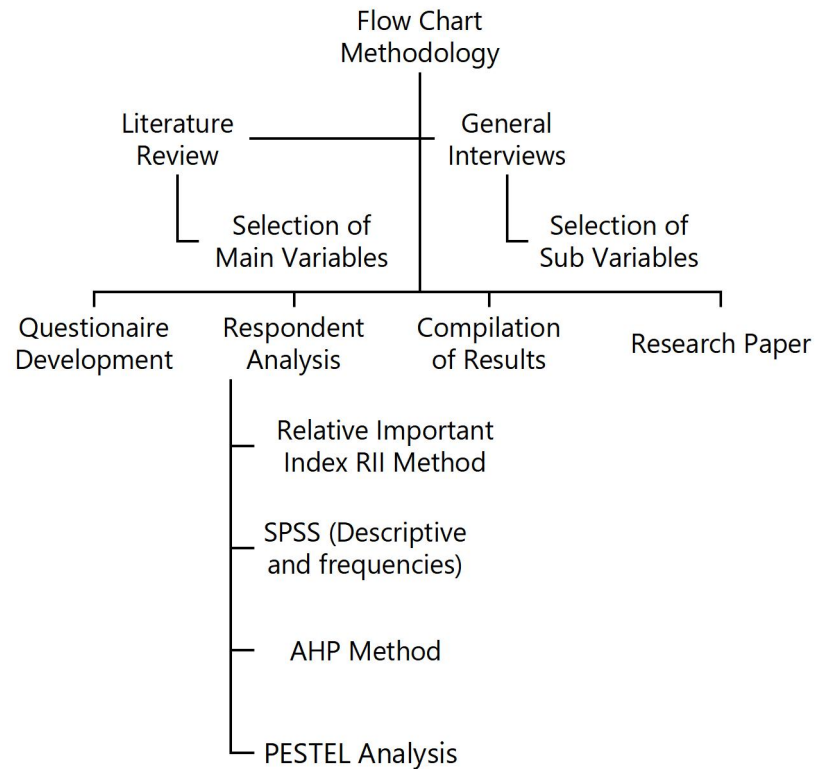 Flow Chart
Methodology
Literature
Review
General
Interviews
Selection of
Main Variables
Selection of
Sub Variables
Questionaire
Development
Respondent
Analysis
Compilation
of Results
Research Paper
Relative Important
Index RII Method
SPSS (Descriptive
and frequencies)
AHP Method
PESTEL Analysis